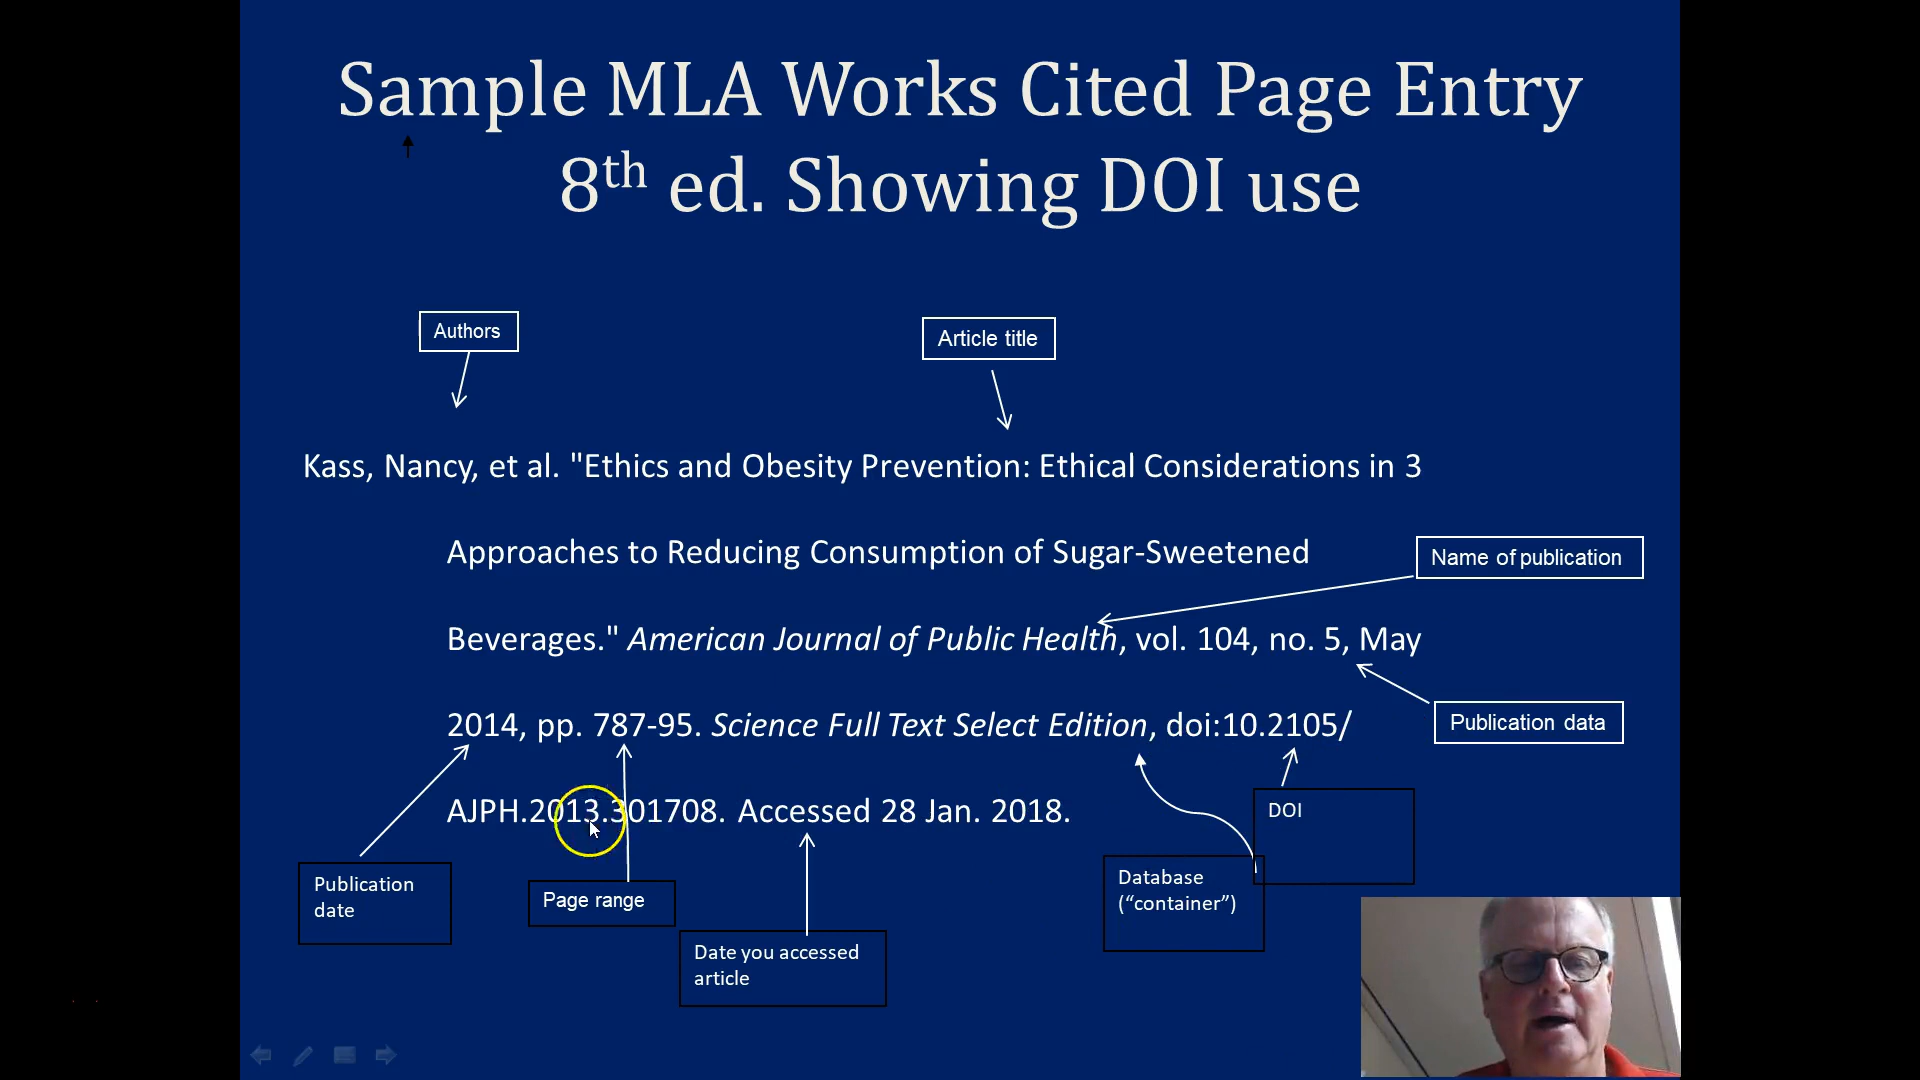 Sample MLA Works Cited Page Entry
8th ed. Showing DOI use
Authors
Article title
Kass, Nancy, et al. "Ethics and Obesity Prevention: Ethical Considerations in 3
Approaches to Reducing Consumption of Sugar-Sweetened
Name of publication
Beverages." American Journal of Public Health, vol. 104, no. 5, May
2014, pp. 787-95. Science Full Text Select Edition, doi:10.2105/
Publication data
AJPH.2013.301708. Accessed 28 Jan. 2018.
DOI
Publication
date
Page range
Database
(“container”)
Date you accessed
article